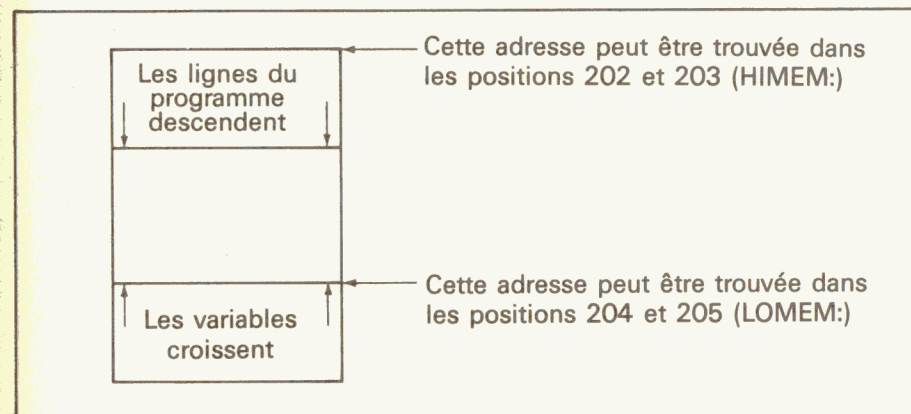 Cette adresse peut être trouvée dans
les positions 202 et 203 (HIMEM:)
Les lignes du
programme
descendent
Cette adresse peut être trouvée dans
les positions 204 et 205 (LOMEM:)
Les variables
croissent